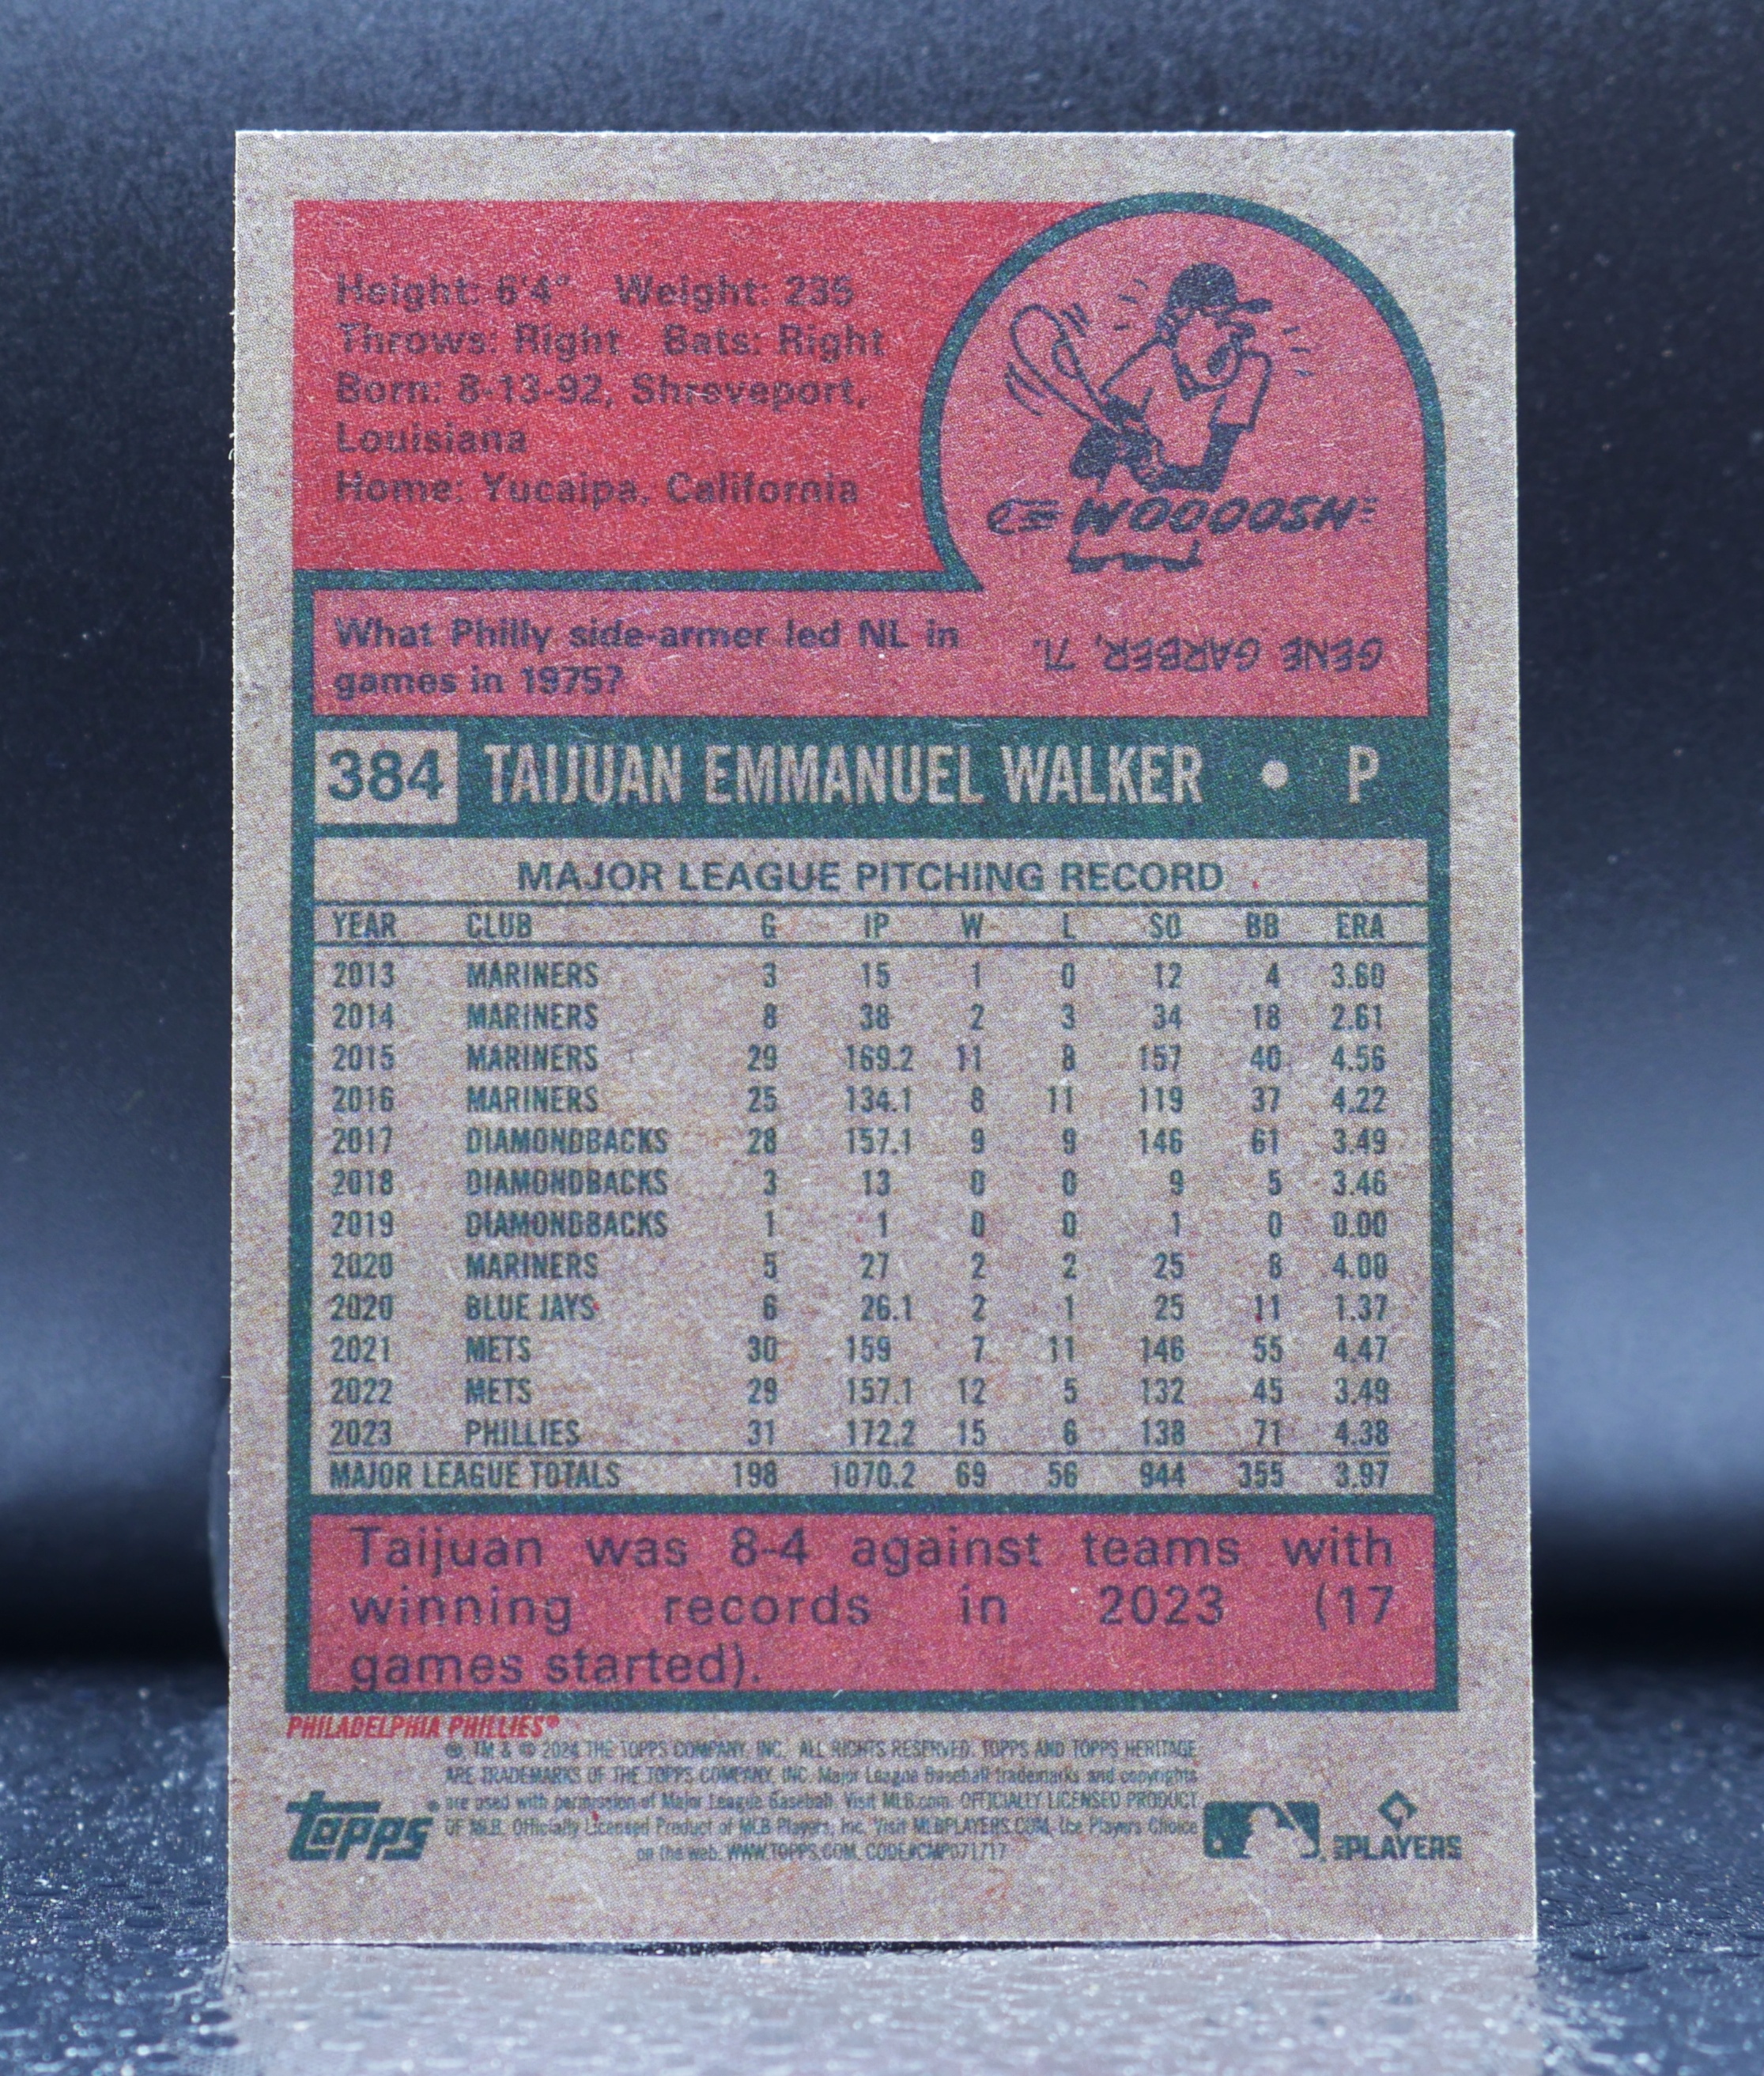 Height: 6'4" Weight: 235
Throws: Right Bats: Right
Born: 8-13-92, Shreveport,
Louisiana
Home: Yucaipa, California
WOOOOSH
What Philly side-armer led NL in
games in 1975?
GENE GARBER, 71.
384 TAIJUAN EMMANUEL WALKER • P
MAJOR LEAGUE PITCHING RECORD
YEAR CLUB G IP W L SO BB ERA
2013 MARINERS 3 15 1 0 12 4 3.60
2014 MARINERS 8 38 2 3 34 18 2.61
2015 MARINERS 29 169.2 11 8 157 40 4.56
2016 MARINERS 25 134.1 8 11 119 37 4.22
2017 DIAMONDBACKS 28 157.1 9 9 146 61 3.49
2018 DIAMONDBACKS 3 13 0 0 9 5 3.46
2019 DIAMONDBACKS 1 1 0 0 1 0 0.00
2020 MARINERS 5 27 2 2 25 8 4.00
2020 BLUE JAYS 6 26.1 2 1 25 11 1.37
2021 METS 30 159 7 11 146 55 4.47
2022 METS 29 157.1 12 5 132 45 3.49
2023 PHILLIES 31 172.2 15 6 138 71 4.38
MAJOR LEAGUE TOTALS 198 1070.2 69 56 944 355 3.97
Taijuan was 8-4 against teams with
winning records in 2023 (17
games started).
PHILADELPHIA PHILLIES®
®, TM & © 2024 THE TOPPS COMPANY, INC. ALL RIGHTS RESERVED. TOPPS AND TOPPS HERITAGE
ARE TRADEMARKS OF THE TOPPS COMPANY, INC. Major League Baseball trademarks and copyrights
are used with permission of Major League Baseball. Visit MLB.com. OFFICIALLY LICENSED PRODUCT
OF MLB. Officially Licensed Product of MLB Players, Inc. Visit MLBPLAYERS.COM, the Players Choice
on the web. WWW.TOPPS.COM. CODE#CMP071717
topps®
MLB PLAYERS